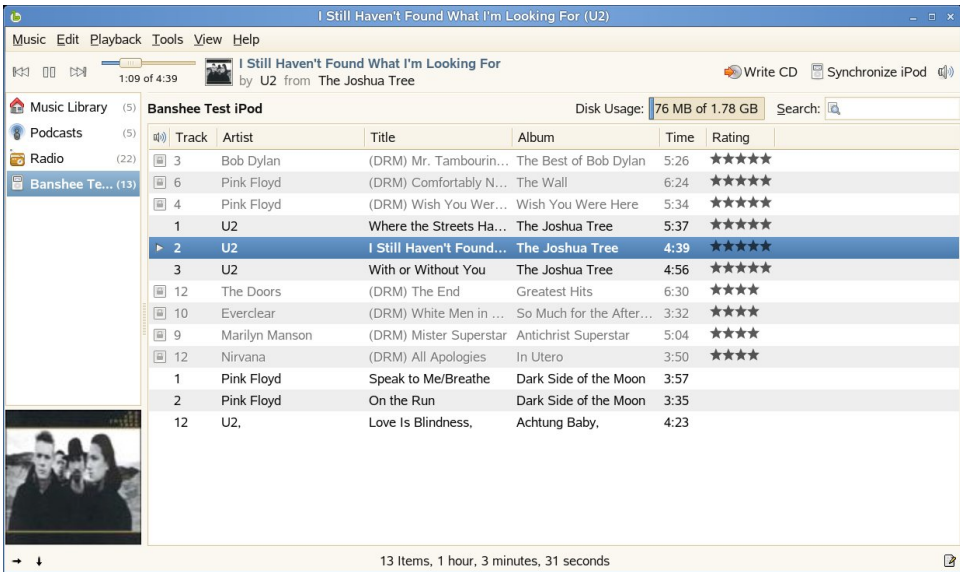 I Still Haven't Found What I'm Looking For (U2)
Music Edit Playback Tools View Help
1:09 of 4:39
I Still Haven't Found What I'm Looking For
by U2 from The Joshua Tree
Write CD Synchronize iPod
Music Library (5)
Podcasts (5)
Radio (22)
Banshee Te... (13)
Banshee Test iPod Disk Usage: 76 MB of 1.78 GB Search:
Track Artist Title Album Time Rating
3 Bob Dylan (DRM) Mr. Tambourin... The Best of Bob Dylan 5:26
6 Pink Floyd (DRM) Comfortably N... The Wall 6:24
4 Pink Floyd (DRM) Wish You Wer... Wish You Were Here 5:34
1 U2 Where the Streets Ha... The Joshua Tree 5:37
2 U2 I Still Haven't Found... The Joshua Tree 4:39
3 U2 With or Without You The Joshua Tree 4:56
12 The Doors (DRM) The End Greatest Hits 6:30
10 Everclear (DRM) White Men in ... So Much for the After... 3:32
9 Marilyn Manson (DRM) Mister Superstar Antichrist Superstar 5:04
12 Nirvana (DRM) All Apologies In Utero 3:50
1 Pink Floyd Speak to Me/Breathe Dark Side of the Moon 3:57
2 Pink Floyd On the Run Dark Side of the Moon 3:35
12 U2, Love Is Blindness, Achtung Baby, 4:23
13 Items, 1 hour, 3 minutes, 31 seconds